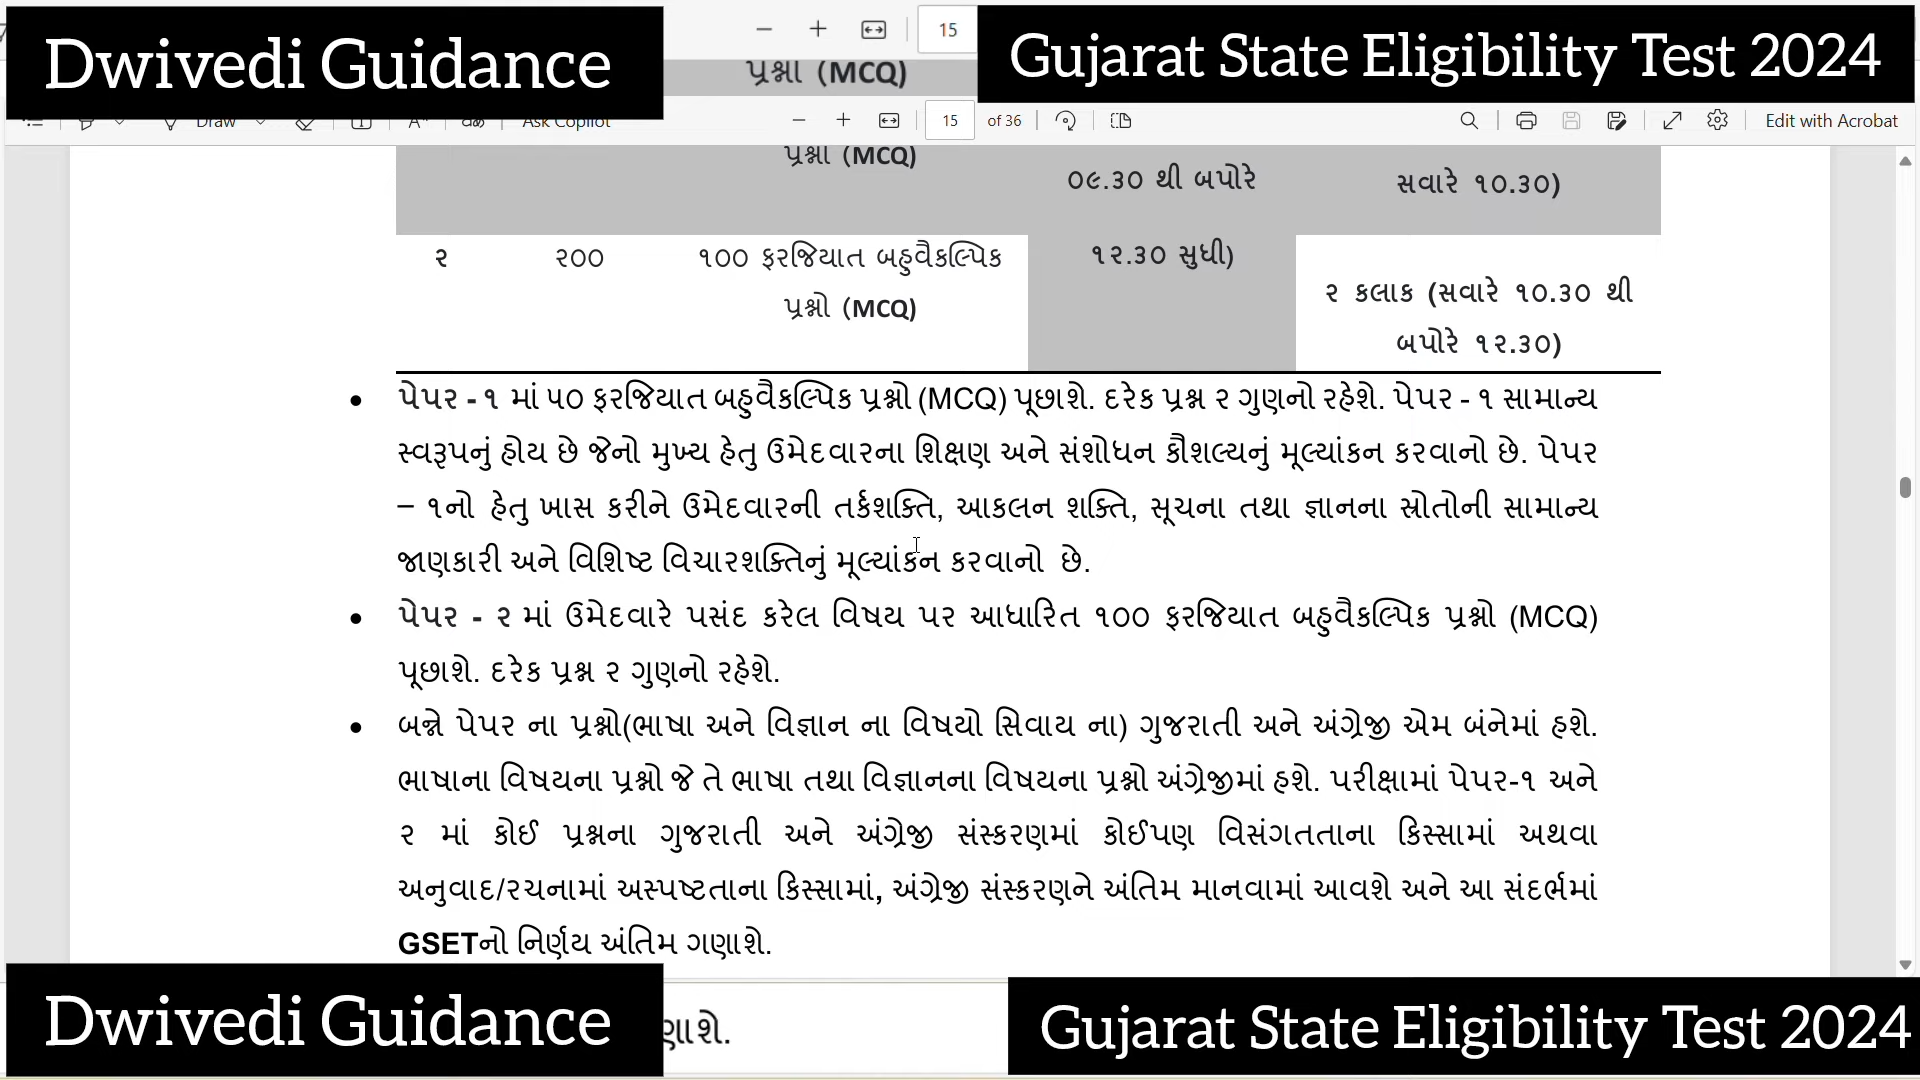 Dwivedi Guidance
Gujarat State Eligibility Test 2024
15
પ્રશ્નો (MCQ)
Draw
Ask Copilot
15 of 36
Edit with Acrobat
પ્રશ્નો (MCQ)
૦૯.૩૦ થી બપોરે
સવારે ૧૦.૩૦)
૨ ૨૦૦ ૧૦૦ ફરજિયાત બહુવૈકલ્પિક
૧૨.૩૦ સુધી)
પ્રશ્નો (MCQ)
૨ કલાક (સવારે ૧૦.૩૦ થી
બપોરે ૧૨.૩૦)
• પેપર - ૧ માં ૫૦ ફરજિયાત બહુવૈકલ્પિક પ્રશ્નો (MCQ) પૂછાશે. દરેક પ્રશ્ન ૨ ગુણનો રહેશે. પેપર - ૧ સામાન્ય
સ્વરૂપનું હોય છે જેનો મુખ્ય હેતુ ઉમેદવારના શિક્ષણ અને સંશોધન કૌશલ્યનું મૂલ્યાંકન કરવાનો છે. પેપર
– ૧નો હેતુ ખાસ કરીને ઉમેદવારની તર્કશક્તિ, આકલન શક્તિ, સૂચના તથા જ્ઞાનના સ્રોતોની સામાન્ય
જાણકારી અને વિશિષ્ટ વિચારશક્તિનું મૂલ્યાંકન કરવાનો છે.
• પેપર - ૨ માં ઉમેદવારે પસંદ કરેલ વિષય પર આધારિત ૧૦૦ ફરજિયાત બહુવૈકલ્પિક પ્રશ્નો (MCQ)
પૂછાશે. દરેક પ્રશ્ન ૨ ગુણનો રહેશે.
• બન્ને પેપર ના પ્રશ્નો(ભાષા અને વિજ્ઞાન ના વિષયો સિવાય ના) ગુજરાતી અને અંગ્રેજી એમ બંનેમાં હશે.
ભાષાના વિષયના પ્રશ્નો જે તે ભાષા તથા વિજ્ઞાનના વિષયના પ્રશ્નો અંગ્રેજીમાં હશે. પરીક્ષામાં પેપર-૧ અને
૨ માં કોઈ પ્રશ્નના ગુજરાતી અને અંગ્રેજી સંસ્કરણમાં કોઈપણ વિસંગતતાના કિસ્સામાં અથવા
અનુવાદ/રચનામાં અસ્પષ્ટતાના કિસ્સામાં, અંગ્રેજી સંસ્કરણને અંતિમ માનવામાં આવશે અને આ સંદર્ભમાં
GSETનો નિર્ણય અંતિમ ગણાશે.
Dwivedi Guidance
ણાશે.
Gujarat State Eligibility Test 2024